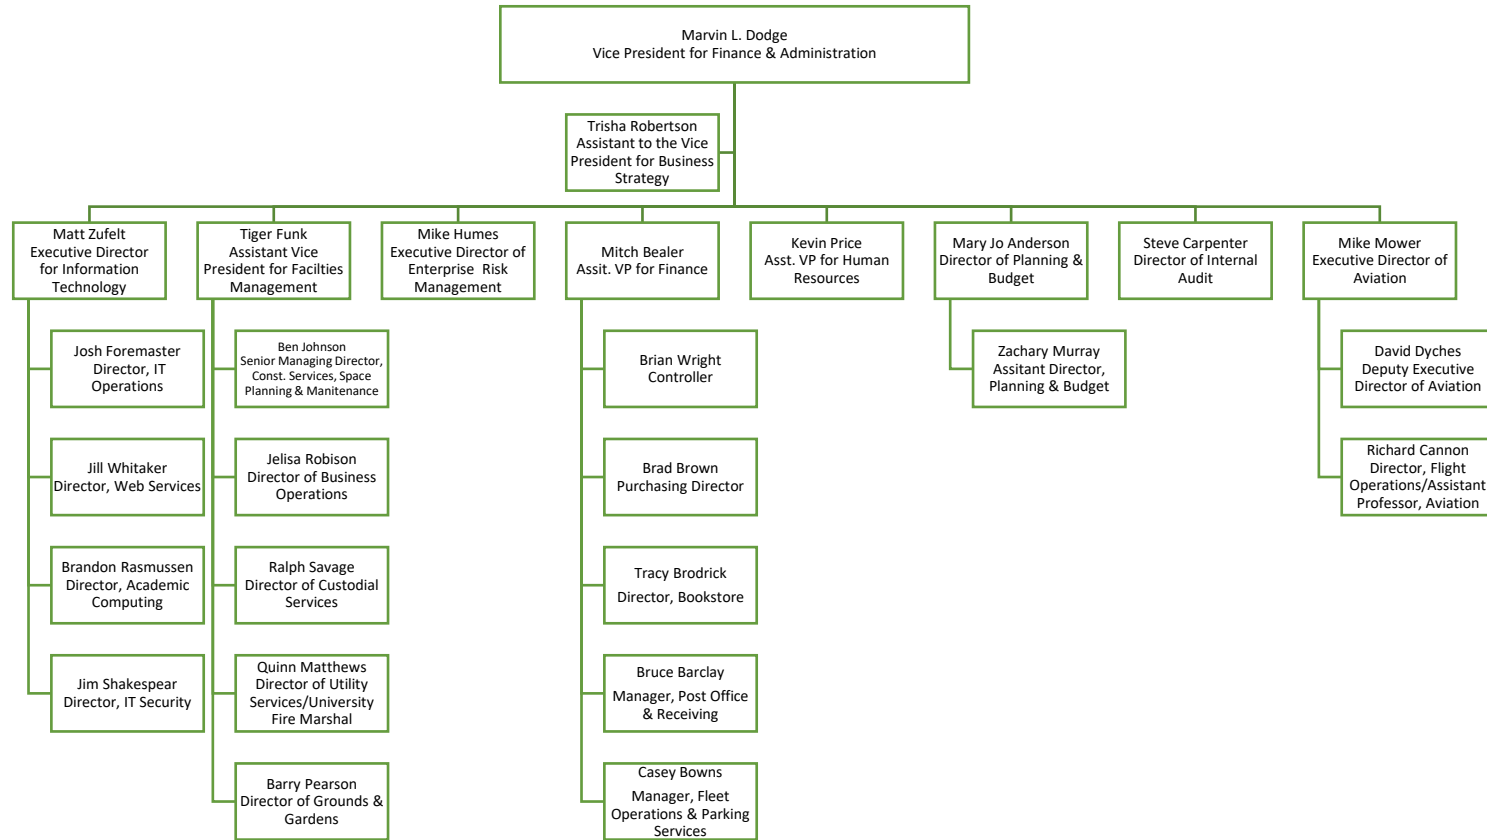 Marvin L. Dodge
Vice President for Finance & Administration
Trisha Robertson
Assistant to the Vice
President for Business
Strategy
Matt Zufelt
Executive Director
for Information
Technology
Tiger Funk
Assistant Vice
President for Facilties
Management
Mike Humes
Executive Director of
Enterprise Risk
Management
Mitch Bealer
Assit. VP for Finance
Kevin Price
Asst. VP for Human
Resources
Mary Jo Anderson
Director of Planning &
Budget
Steve Carpenter
Director of Internal
Audit
Mike Mower
Executive Director of
Aviation
Josh Foremaster
Director, IT
Operations
Jill Whitaker
Director, Web Services
Brandon Rasmussen
Director, Academic
Computing
Jim Shakespear
Director, IT Security
Ben Johnson
Senior Managing Director,
Const. Services, Space
Planning & Manitenance
Jelisa Robison
Director of Business
Operations
Ralph Savage
Director of Custodial
Services
Quinn Matthews
Director of Utility
Services/University
Fire Marshal
Barry Pearson
Director of Grounds &
Gardens
Brian Wright
Controller
Brad Brown
Purchasing Director
Tracy Brodrick
Director, Bookstore
Bruce Barclay
Manager, Post Office
& Receiving
Casey Bowns
Manager, Fleet
Operations & Parking
Services
Zachary Murray
Assitant Director,
Planning & Budget
David Dyches
Deputy Executive
Director of Aviation
Richard Cannon
Director, Flight
Operations/Assistant
Professor, Aviation